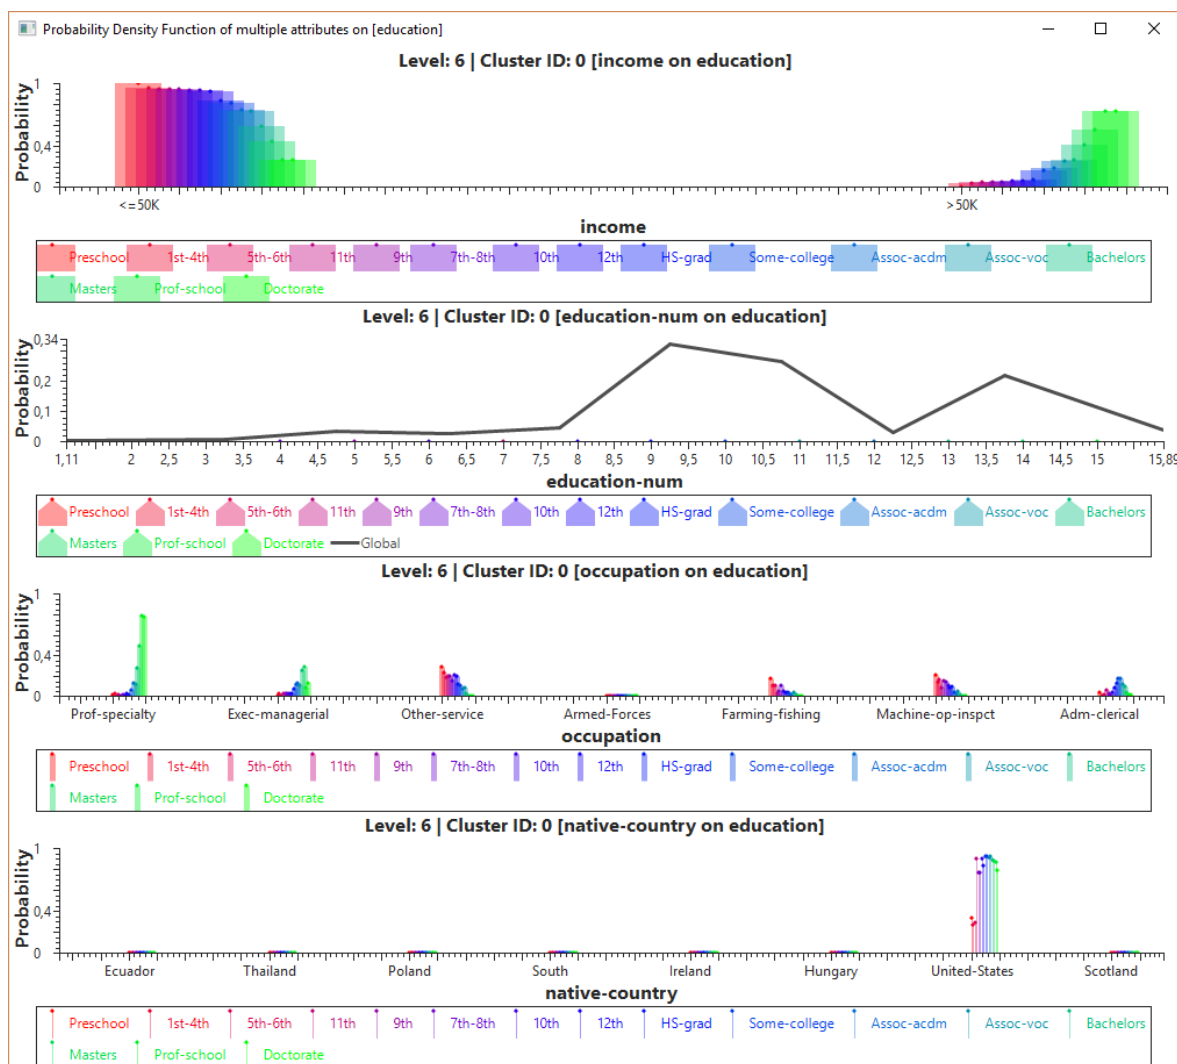 Probability Density Function of multiple attributes on [education]
Level: 6 | Cluster ID: 0 [income on education]
Probability
1
0,4
0
<=50K >50K
income
Preschool 1st-4th 5th-6th 11th 9th 7th-8th 10th 12th HS-grad Some-college Assoc-acdm Assoc-voc Bachelors
Masters Prof-school Doctorate
Level: 6 | Cluster ID: 0 [education-num on education]
Probability
0,34
0,2
0,1
0
1,11 2 2,5 3 3,5 4 4,5 5 5,5 6 6,5 7 7,5 8 8,5 9 9,5 10 10,5 11 11,5 12 12,5 13 13,5 14 14,5 15 15,89
education-num
Preschool 1st-4th 5th-6th 11th 9th 7th-8th 10th 12th HS-grad Some-college Assoc-acdm Assoc-voc Bachelors
Masters Prof-school Doctorate Global
Level: 6 | Cluster ID: 0 [occupation on education]
Probability
1
0,4
0
Prof-specialty Exec-managerial Other-service Armed-Forces Farming-fishing Machine-op-inspct Adm-clerical
occupation
Preschool 1st-4th 5th-6th 11th 9th 7th-8th 10th 12th HS-grad Some-college Assoc-acdm Assoc-voc Bachelors
Masters Prof-school Doctorate
Level: 6 | Cluster ID: 0 [native-country on education]
Probability
1
0,4
0
Ecuador Thailand Poland South Ireland Hungary United-States Scotland
native-country
Preschool 1st-4th 5th-6th 11th 9th 7th-8th 10th 12th HS-grad Some-college Assoc-acdm Assoc-voc Bachelors
Masters Prof-school Doctorate